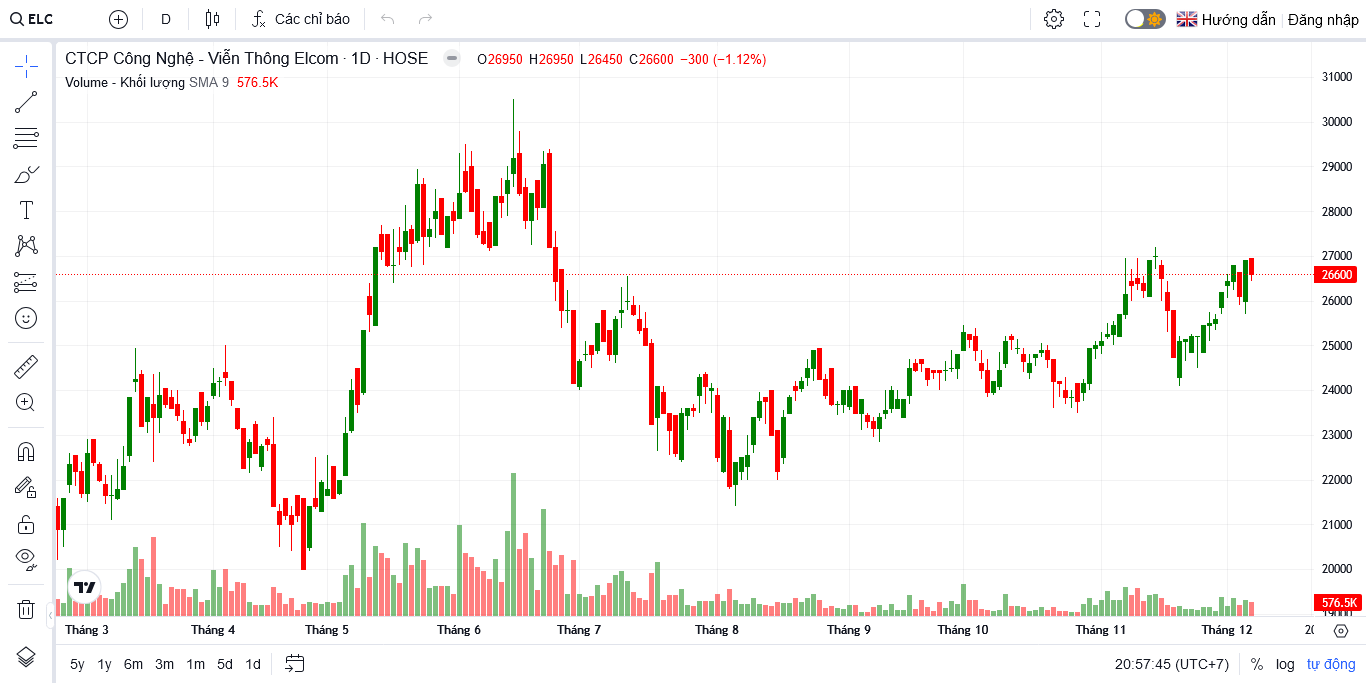 ELC D Các chỉ báo Hướng dẫn Đăng nhập
CTCP Công Nghệ - Viễn Thông Elcom · 1D · HOSE O26950 H26950 L26450 C26600 −300 (−1.12%)
Volume - Khối lượng SMA 9 576.5K
31000
30000
29000
28000
27000
26600
26000
25000
24000
23000
22000
21000
20000
576.5K
19000
Tháng 3 Tháng 4 Tháng 5 Tháng 6 Tháng 7 Tháng 8 Tháng 9 Tháng 10 Tháng 11 Tháng 12
5y 1y 6m 3m 1m 5d 1d 20:57:45 (UTC+7) % log tự động